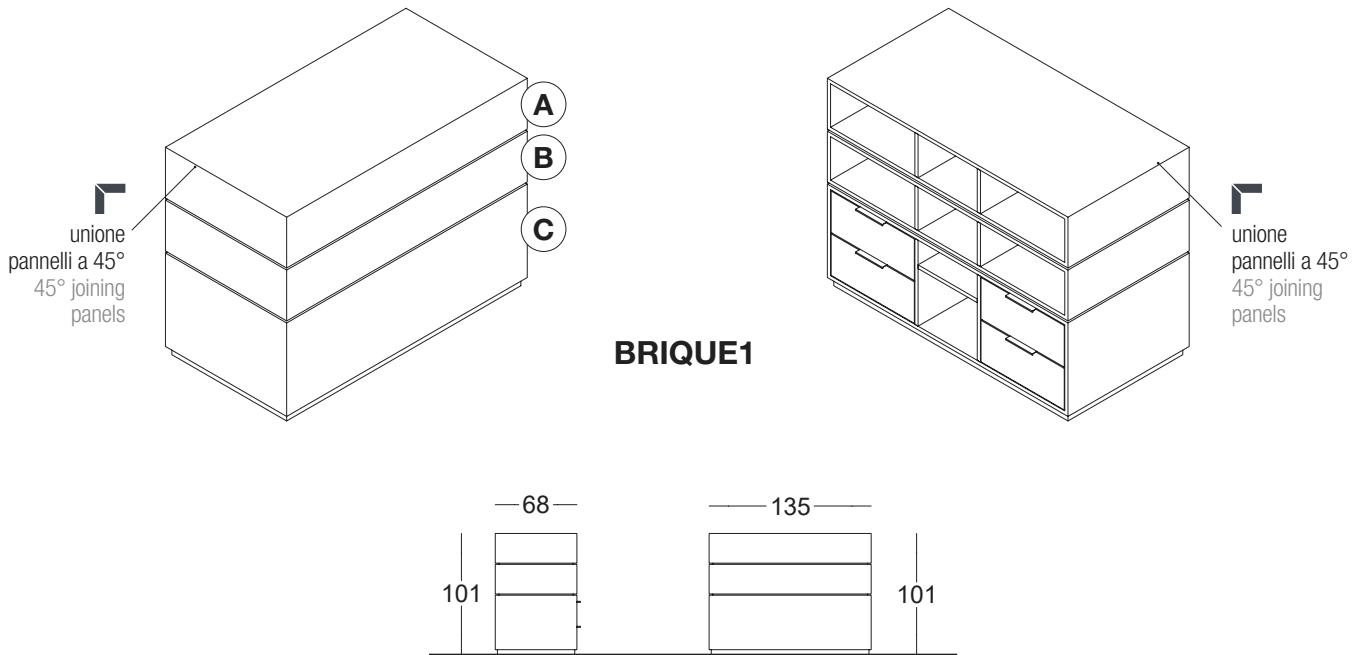 A
B
C
unione
pannelli a 45°
45° joining
panels
unione
pannelli a 45°
45° joining
panels
BRIQUE1
68
135
101
101